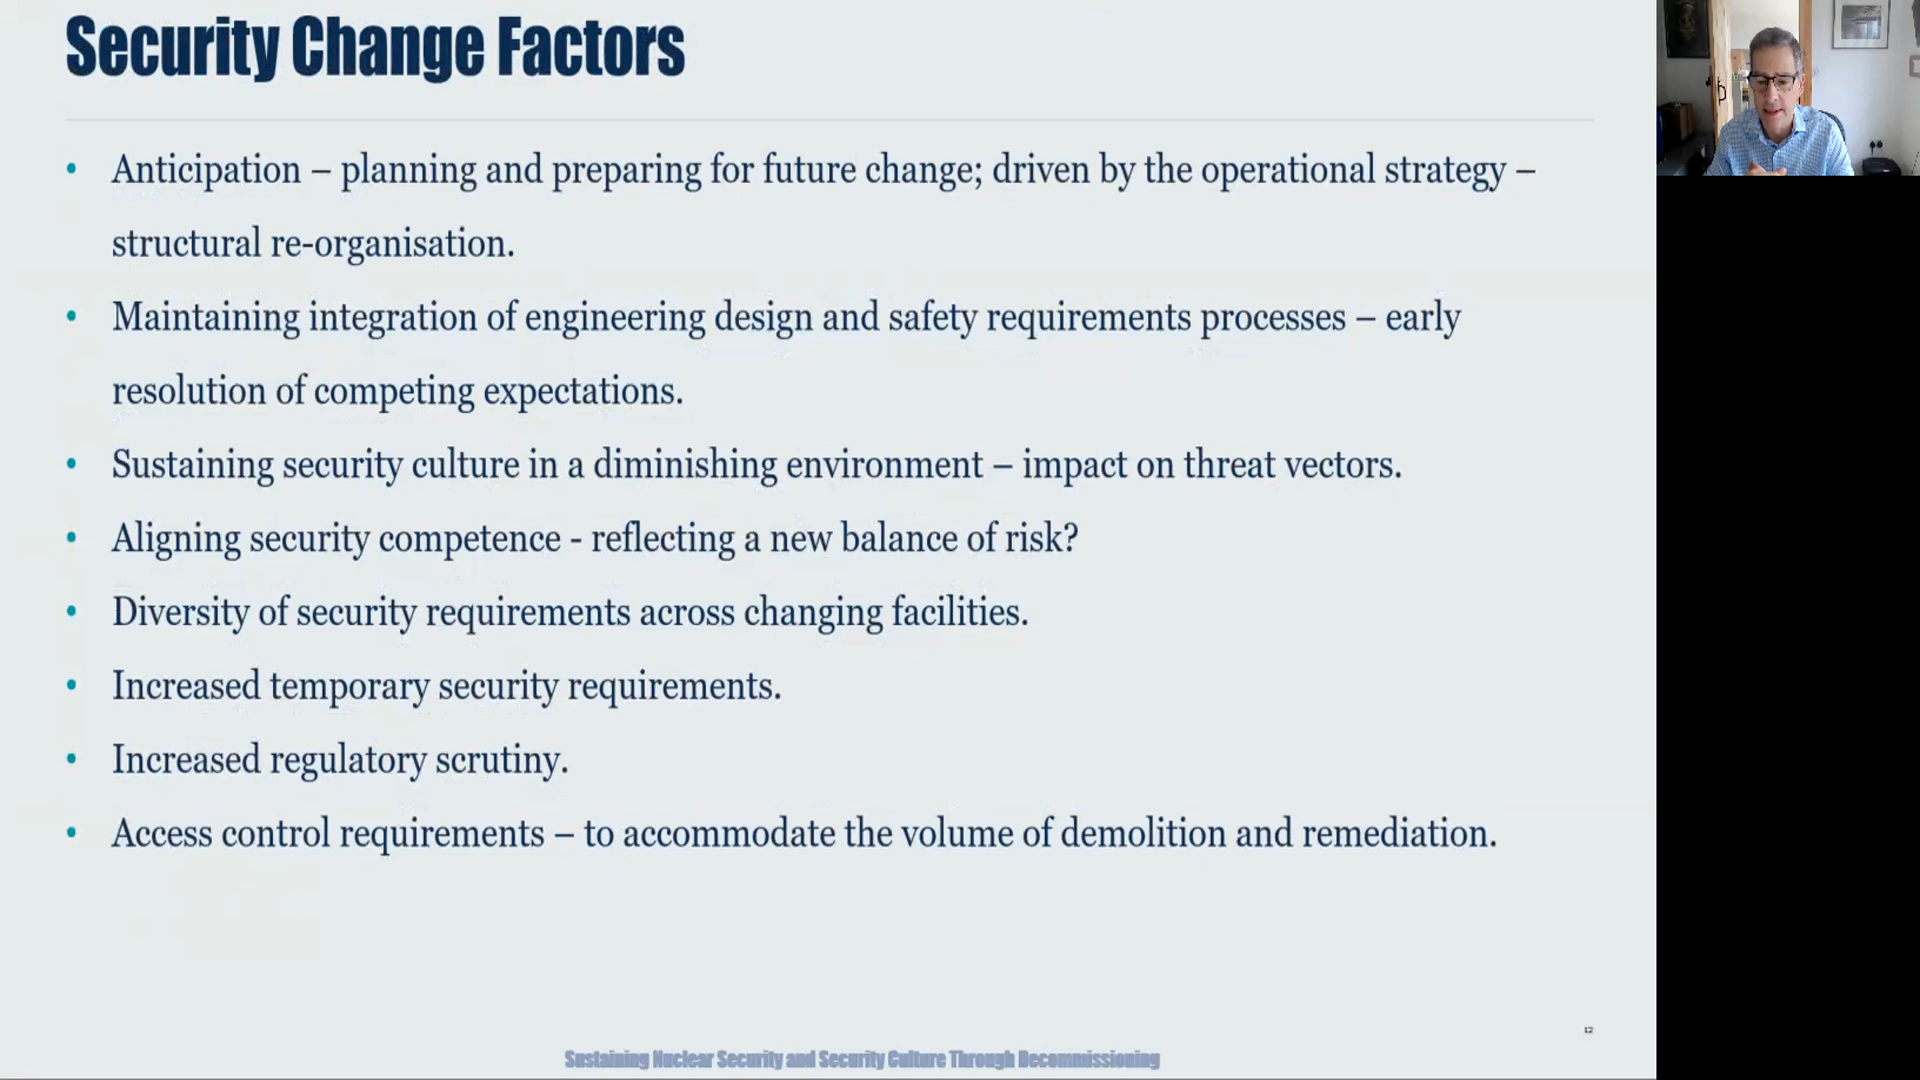 Security Change Factors
• Anticipation – planning and preparing for future change; driven by the operational strategy –
structural re-organisation.
• Maintaining integration of engineering design and safety requirements processes – early
resolution of competing expectations.
• Sustaining security culture in a diminishing environment – impact on threat vectors.
• Aligning security competence - reflecting a new balance of risk?
• Diversity of security requirements across changing facilities.
• Increased temporary security requirements.
• Increased regulatory scrutiny.
• Access control requirements – to accommodate the volume of demolition and remediation.
12
Sustaining Nuclear Security and Security Culture Through Decommissioning